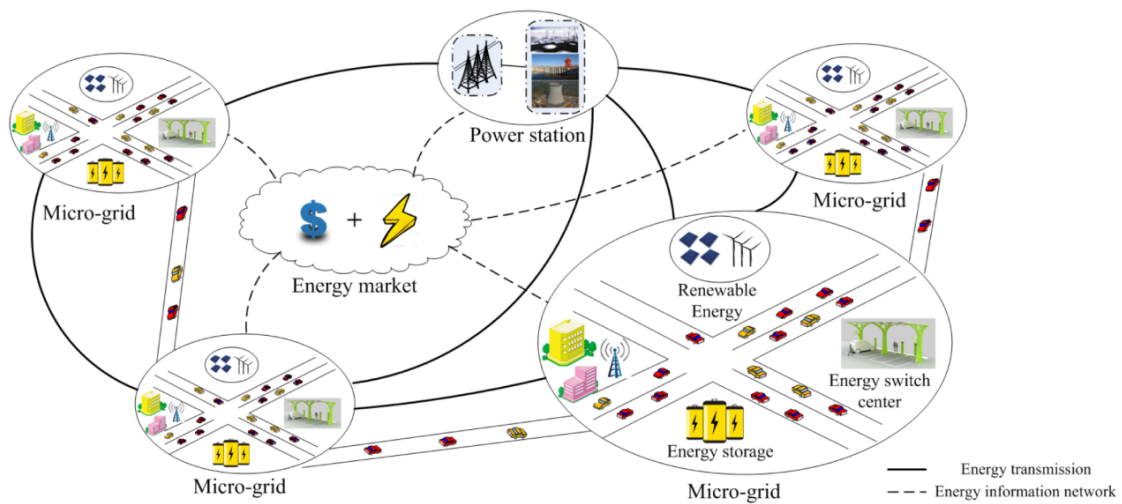 Power station
Micro-grid
Micro-grid
$ +
Energy market
Renewable
Energy
Energy switch
center
Energy storage
Micro-grid
Micro-grid
Energy transmission
Energy information network